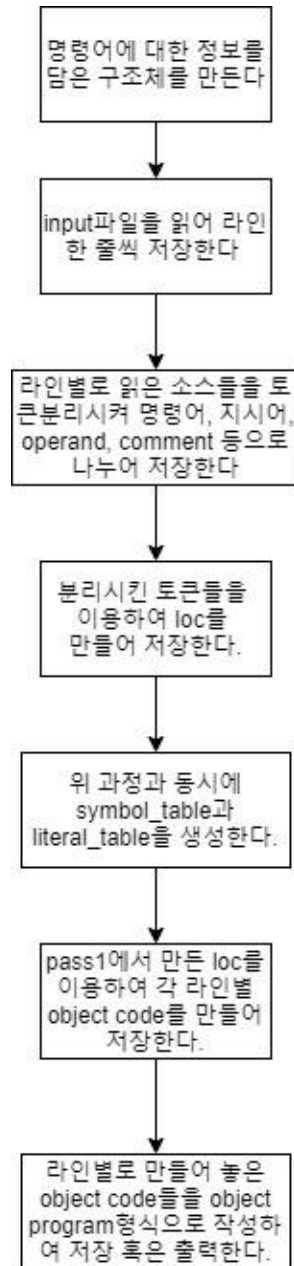 명령어에 대한 정보를
담은 구조체를 만든다
input파일을 읽어 라인
한 줄씩 저장한다
라인별로 읽은 소스들을 토
큰분리시켜 명령어, 지시어,
operand, comment 등으로
나누어 저장한다
분리시킨 토큰들을
이용하여 loc를
만들어 저장한다.
위 과정과 동시에
symbol_table과
literal_table을 생성한다.
pass1에서 만든 loc를
이용하여 각 라인별
object code를 만들어
저장한다.
라인별로 만들어 놓은
object code들을 object
program형식으로 작성하
여 저장 혹은 출력한다.